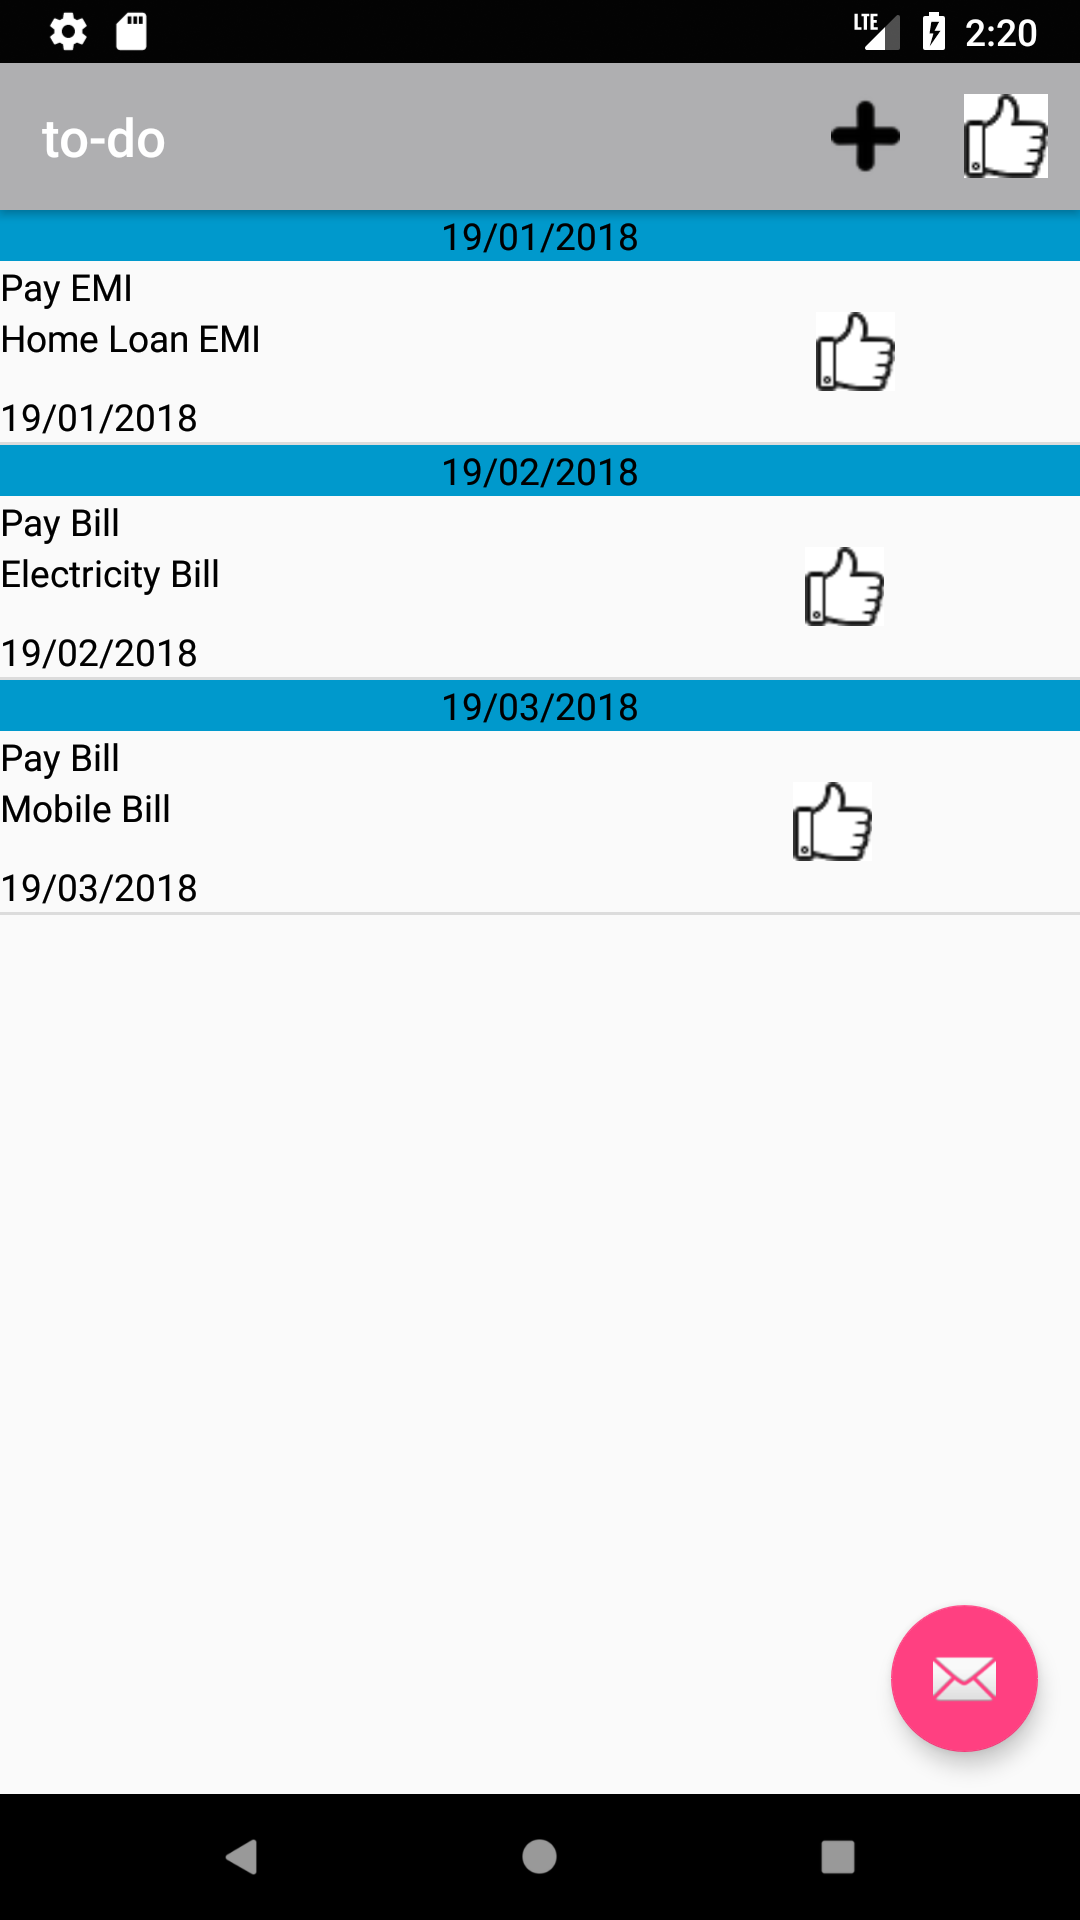 LTE 2:20
to-do
19/01/2018
Pay EMI
Home Loan EMI
19/01/2018
19/02/2018
Pay Bill
Electricity Bill
19/02/2018
19/03/2018
Pay Bill
Mobile Bill
19/03/2018